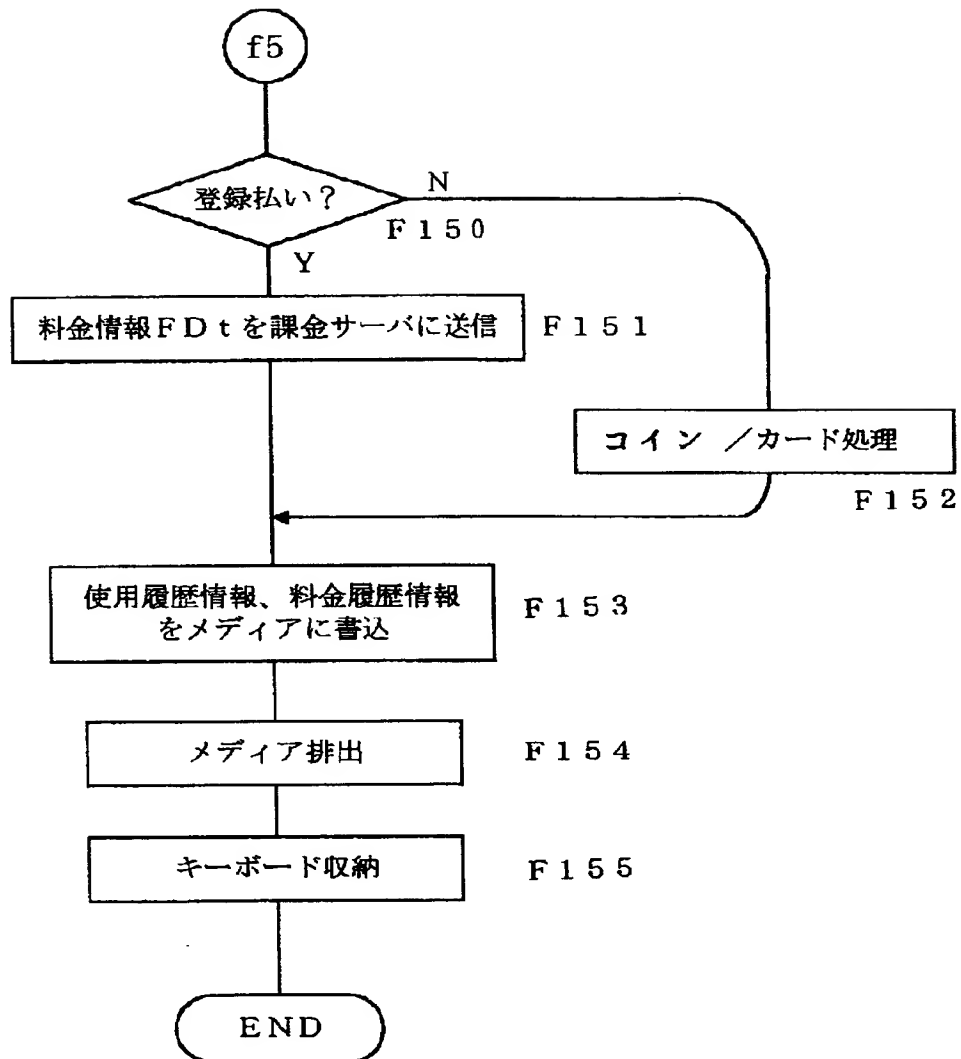 f5
登録払い？
N
F150
Y
料金情報FDtを課金サーバに送信
F151
コイン ／カード処理
F152
使用履歴情報、料金履歴情報
をメディアに書込
F153
メディア排出
F154
キーボード収納
F155
END